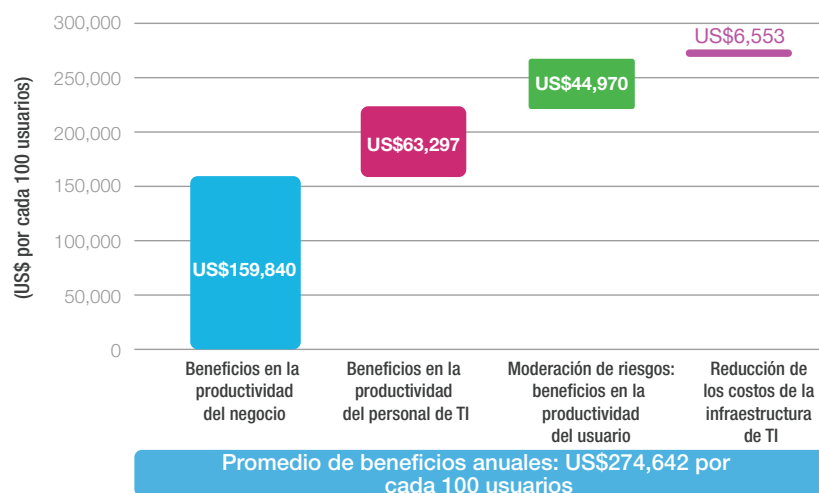 (US$ por cada 100 usuarios)
300,000
250,000
200,000
150,000
100,000
50,000
0
US$159,840
US$63,297
US$44,970
US$6,553
Beneficios en la
productividad
del negocio
Beneficios en la
productividad
del personal de TI
Moderación de riesgos:
beneficios en la
productividad
del usuario
Reducción de
los costos de la
infraestructura
de TI
Promedio de beneficios anuales: US$274,642 por
cada 100 usuarios